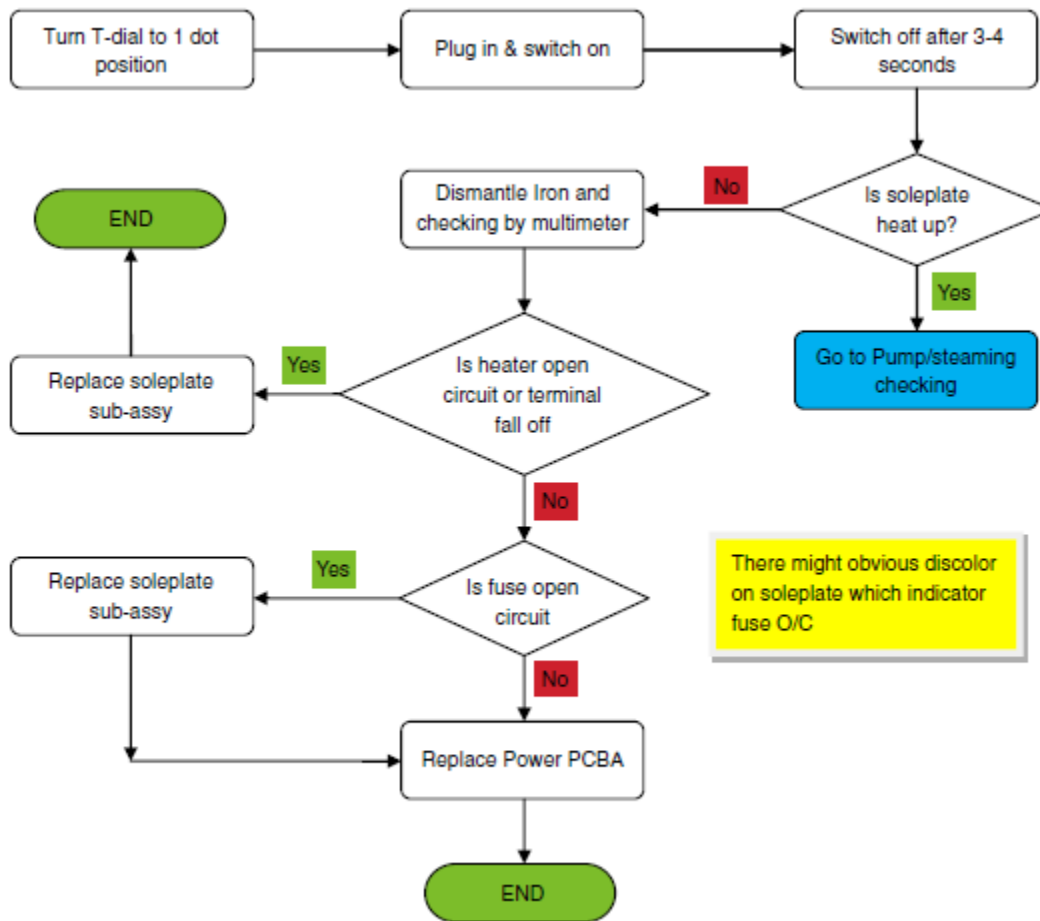 Turn T-dial to 1 dot
position
Plug in & switch on
Switch off after 3-4
seconds
Is soleplate
heat up?
No
Yes
Dismantle Iron and
checking by multimeter
Go to Pump/steaming
checking
END
Is heater open
circuit or terminal
fall off
Yes
Replace soleplate
sub-assy
No
Is fuse open
circuit
Yes
Replace soleplate
sub-assy
There might obvious discolor
on soleplate which indicator
fuse O/C
No
Replace Power PCBA
END